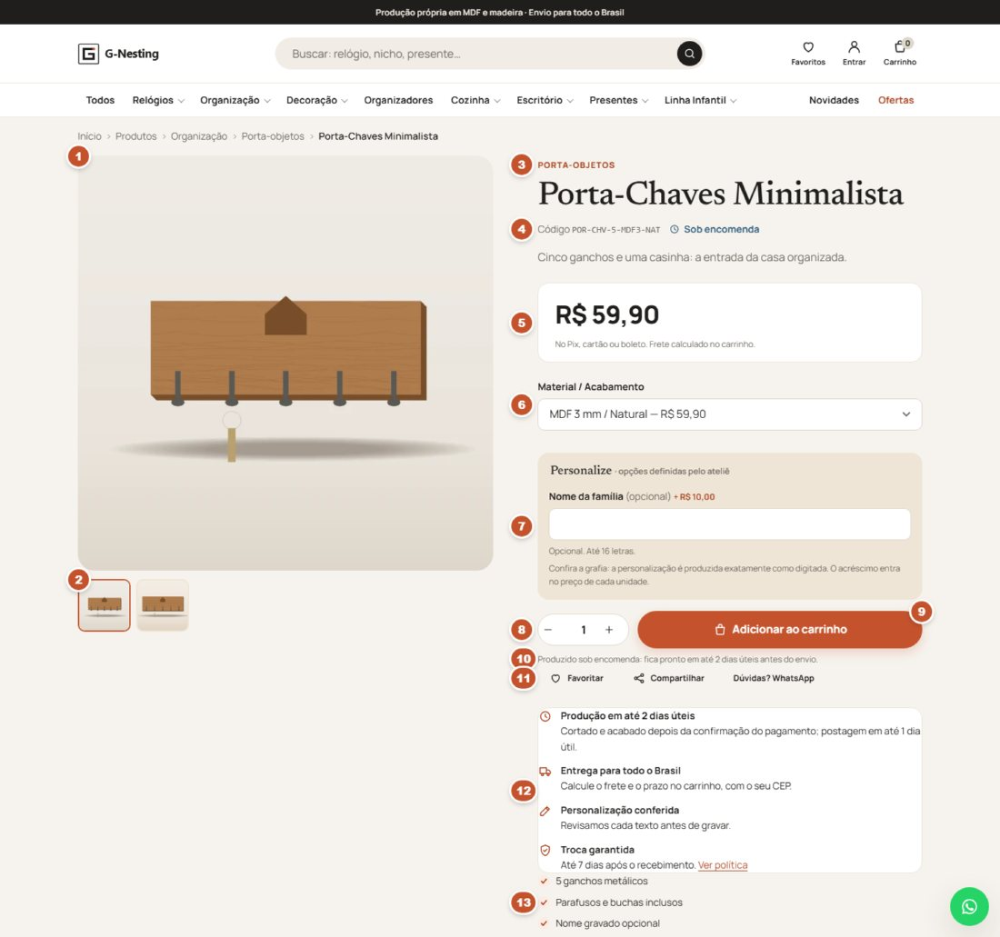 Produção própria em MDF e madeira · Envio para todo o Brasil
G-Nesting
Buscar: relógio, nicho, presente...
Favoritos
Entrar
0
Carrinho
Todos Relógios Organização Decoração Organizadores Cozinha Escritório Presentes Linha Infantil Novidades Ofertas
Início > Produtos > Organização > Porta-objetos > Porta-Chaves Minimalista
1
2
3
PORTA-OBJETOS
Porta-Chaves Minimalista
4
Código POR-CHV-5-MDF3-NAT Sob encomenda
Cinco ganchos e uma casinha: a entrada da casa organizada.
5
R$ 59,90
No Pix, cartão ou boleto. Frete calculado no carrinho.
Material / Acabamento
6
MDF 3 mm / Natural — R$ 59,90
Personalize · opções definidas pelo ateliê
Nome da família (opcional) + R$ 10,00
7
Opcional. Até 16 letras.
Confira a grafia: a personalização é produzida exatamente como digitada. O acréscimo entra
no preço de cada unidade.
8
− 1 +
9
Adicionar ao carrinho
10
Produzido sob encomenda: fica pronto em até 2 dias úteis antes do envio.
11
Favoritar Compartilhar Dúvidas? WhatsApp
Produção em até 2 dias úteis
Cortado e acabado depois da confirmação do pagamento; postagem em até 1 dia
útil.
Entrega para todo o Brasil
12
Calcule o frete e o prazo no carrinho, com o seu CEP.
Personalização conferida
Revisamos cada texto antes de gravar.
Troca garantida
Até 7 dias após o recebimento. Ver política
5 ganchos metálicos
13
Parafusos e buchas inclusos
Nome gravado opcional